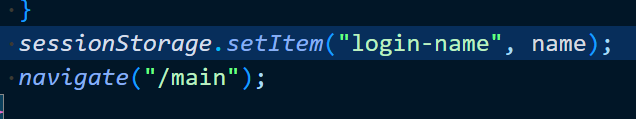 }
sessionStorage.setItem("login-name", name);
navigate("/main");